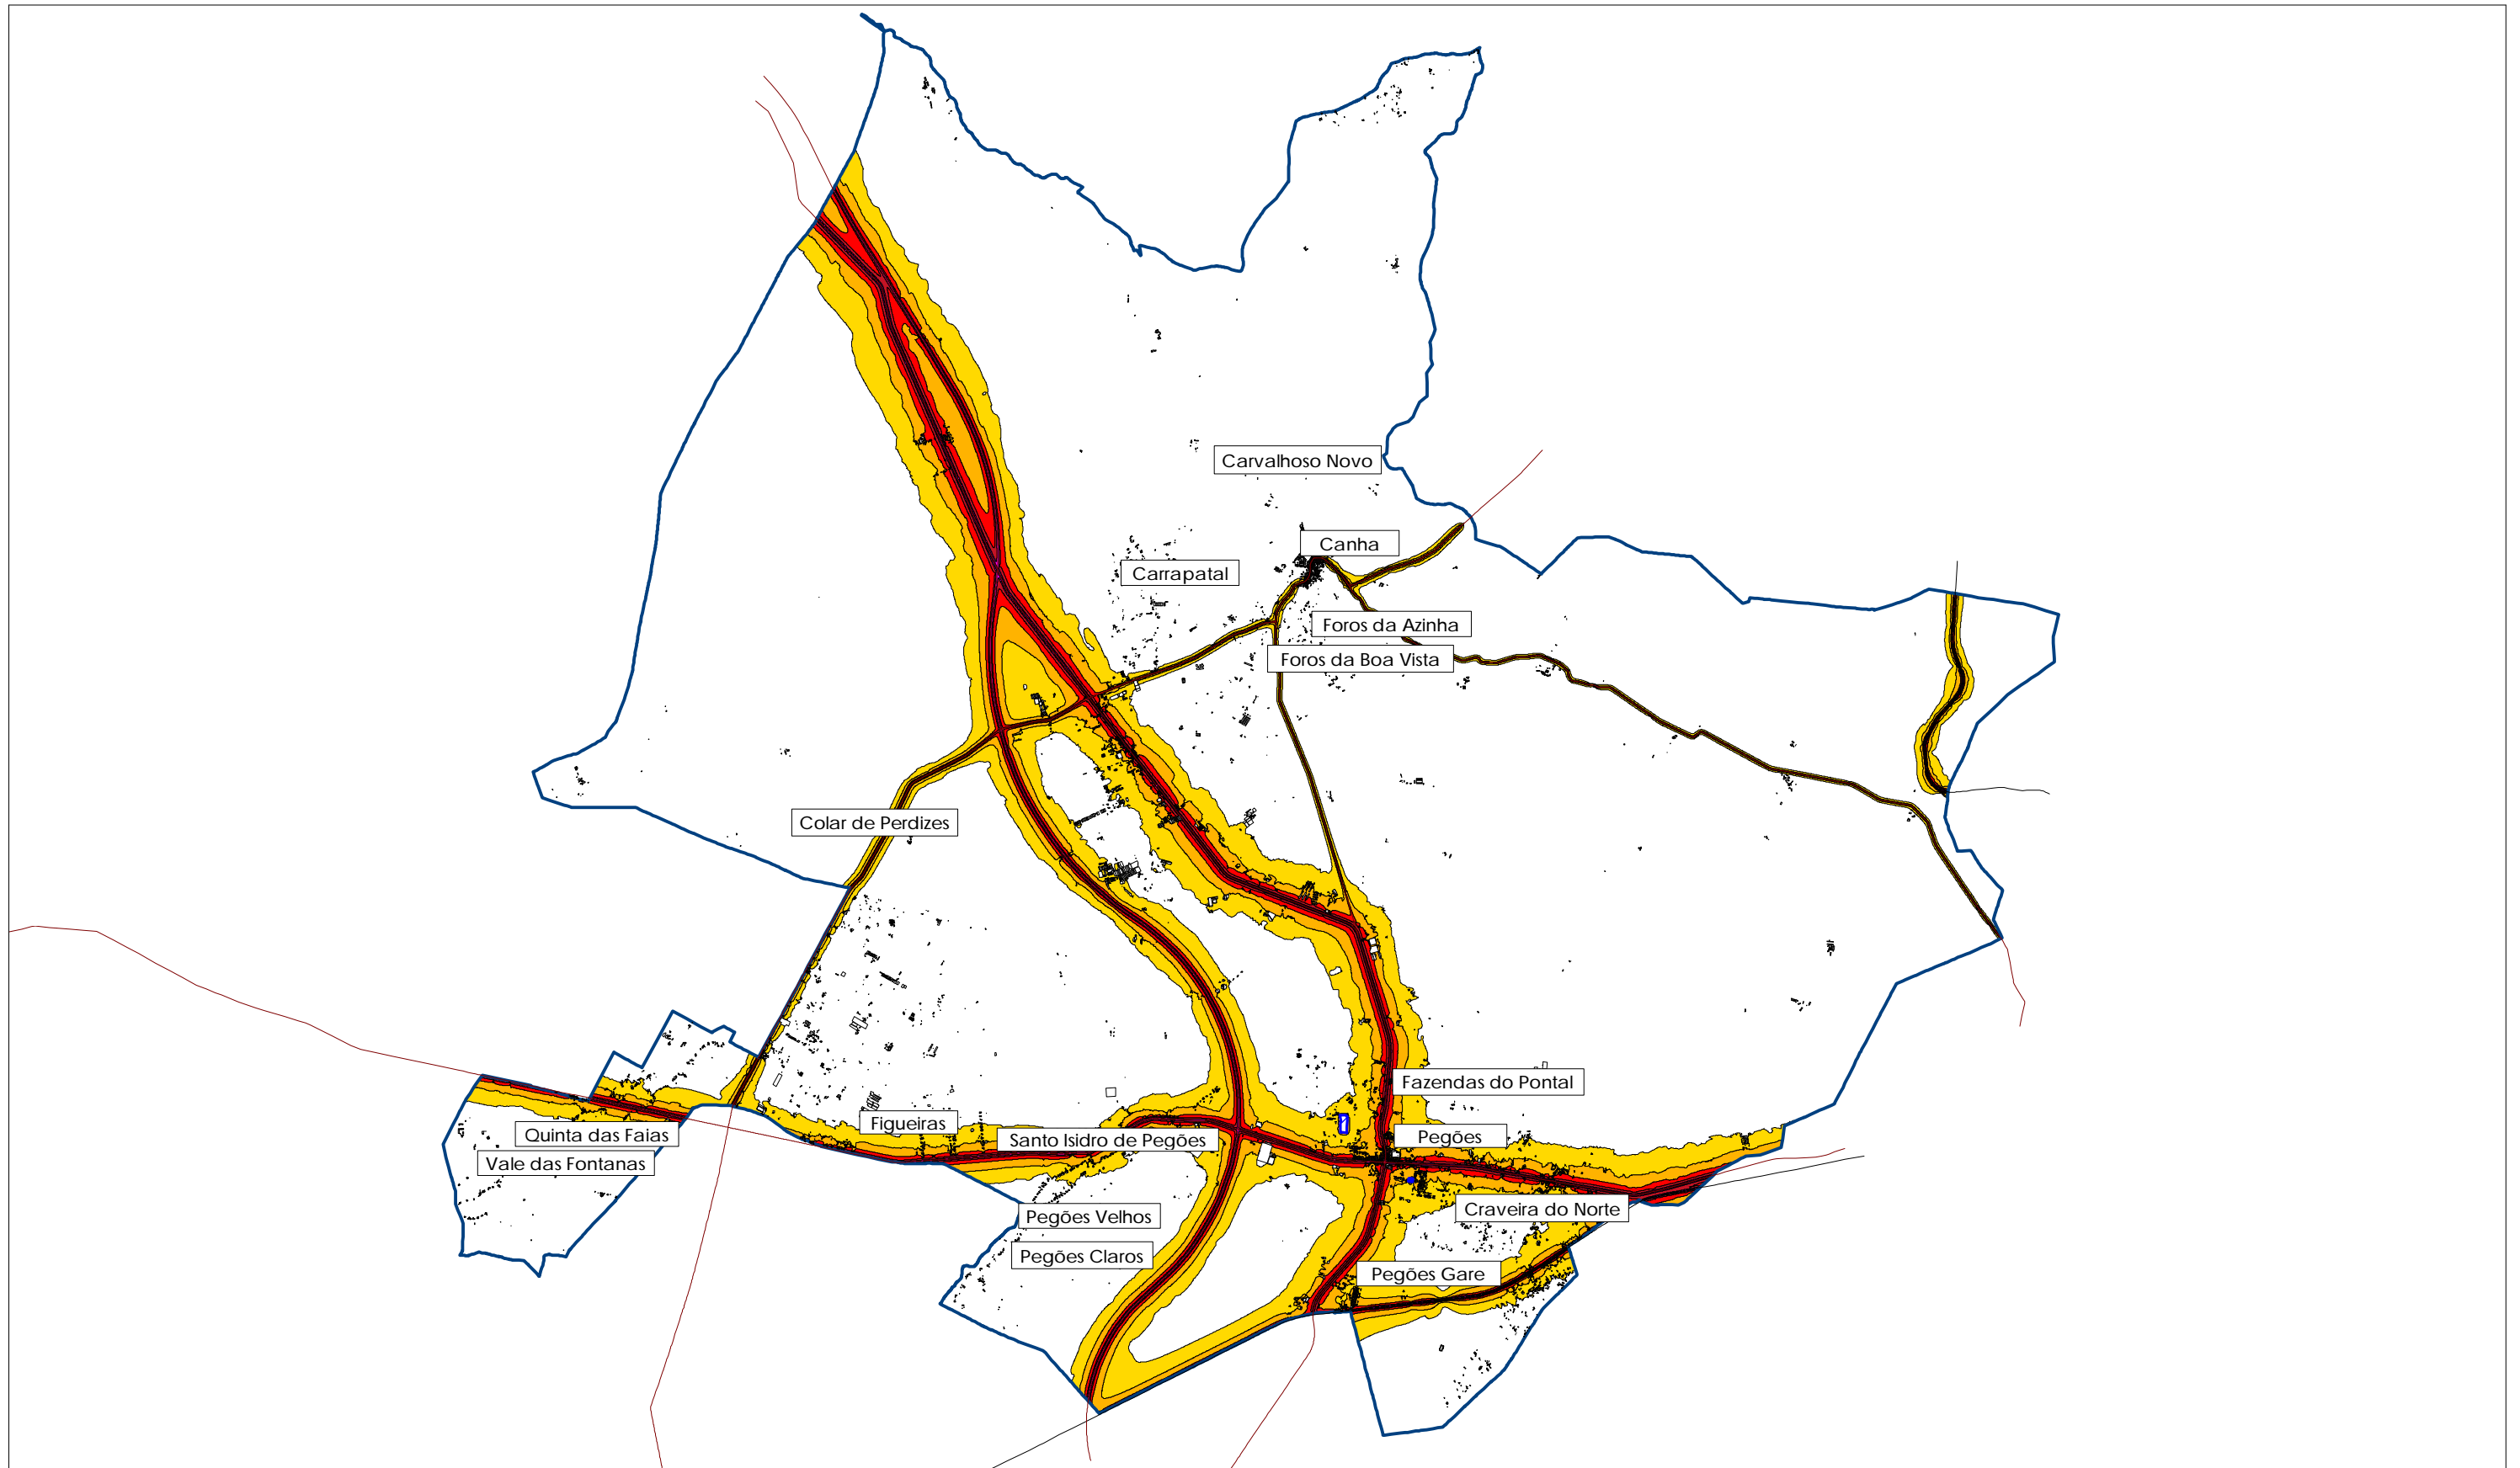 Carvalhoso Novo
Canha
Carrapatal
Foros da Azinha
Foros da Boa Vista
Colar de Perdizes
Fazendas do Pontal
Figueiras
Quinta das Faias
Santo Isidro de Pegões
Pegões
Vale das Fontanas
Craveira do Norte
Pegões Velhos
Pegões Claros
Pegões Gare